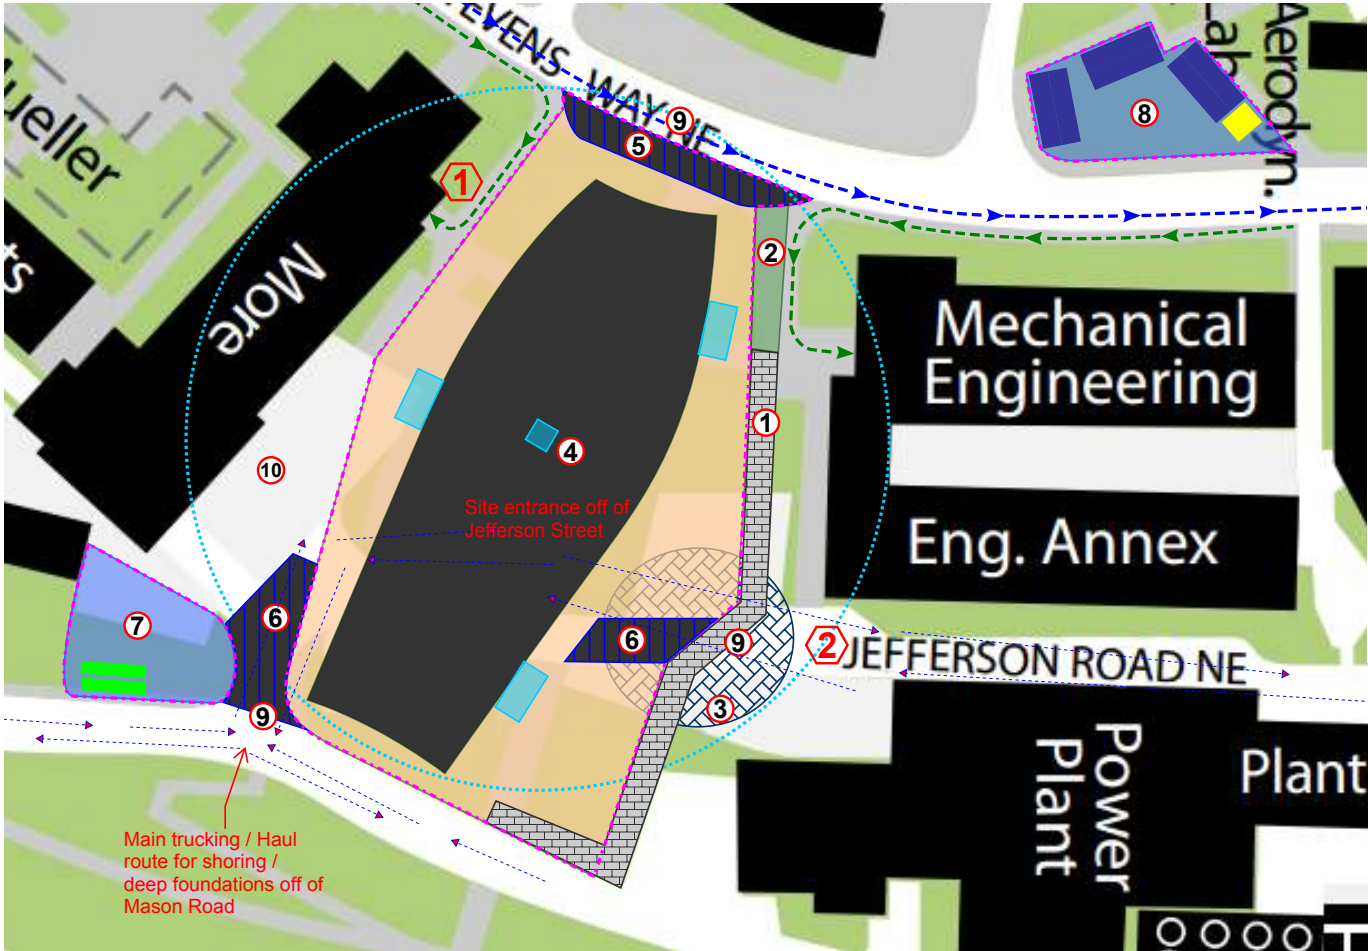 STEVENS WAY NE
9
5
8
Aerodym.
Lab
ueller
1
ts
More
2
Mechanical
Engineering
1
4
10
Site entrance off of
Jefferson Street
Eng. Annex
7
6
6
9
2
JEFFERSON ROAD NE
3
9
Power
Plant
Plant
Main trucking / Haul
route for shoring /
deep foundations off of
Mason Road